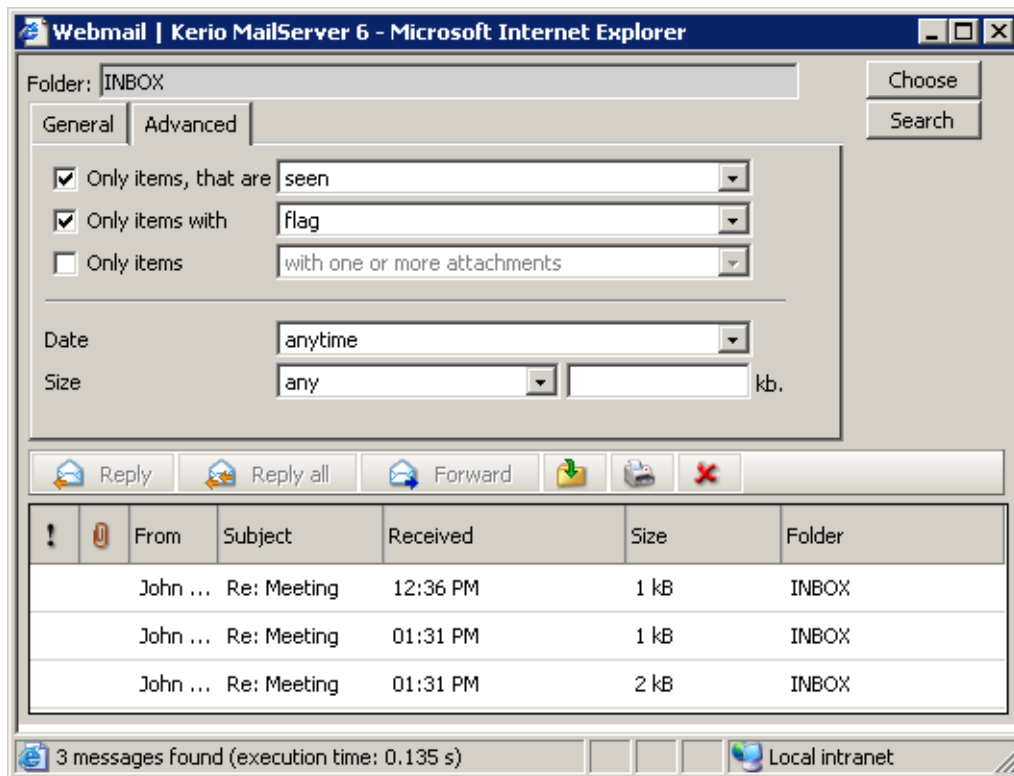 Webmail | Kerio MailServer 6 - Microsoft Internet Explorer
Folder: INBOX Choose
General Advanced Search
Only items, that are seen
Only items with flag
Only items with one or more attachments
Date anytime
Size any kb.
Reply Reply all Forward
! From Subject Received Size Folder
John ... Re: Meeting 12:36 PM 1 kB INBOX
John ... Re: Meeting 01:31 PM 1 kB INBOX
John ... Re: Meeting 01:31 PM 2 kB INBOX
3 messages found (execution time: 0.135 s) Local intranet